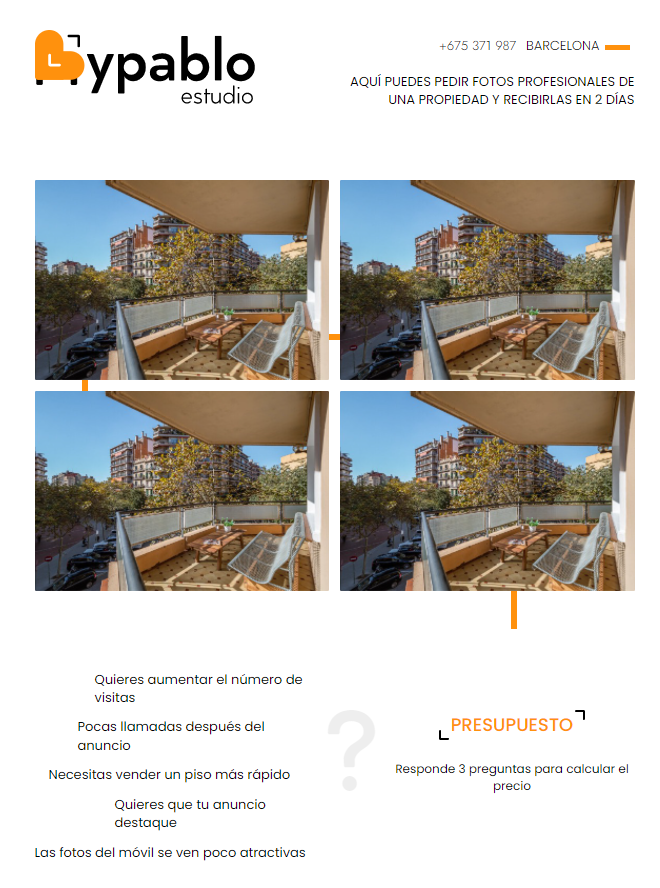 Bypablo
estudio
+675 371 987 BARCELONA
AQUÍ PUEDES PEDIR FOTOS PROFESIONALES DE
UNA PROPIEDAD Y RECIBIRLAS EN 2 DÍAS
Quieres aumentar el número de
visitas
Pocas llamadas después del
anuncio
Necesitas vender un piso más rápido
Quieres que tu anuncio
destaque
Las fotos del móvil se ven poco atractivas
?
PRESUPUESTO
Responde 3 preguntas para calcular el
precio